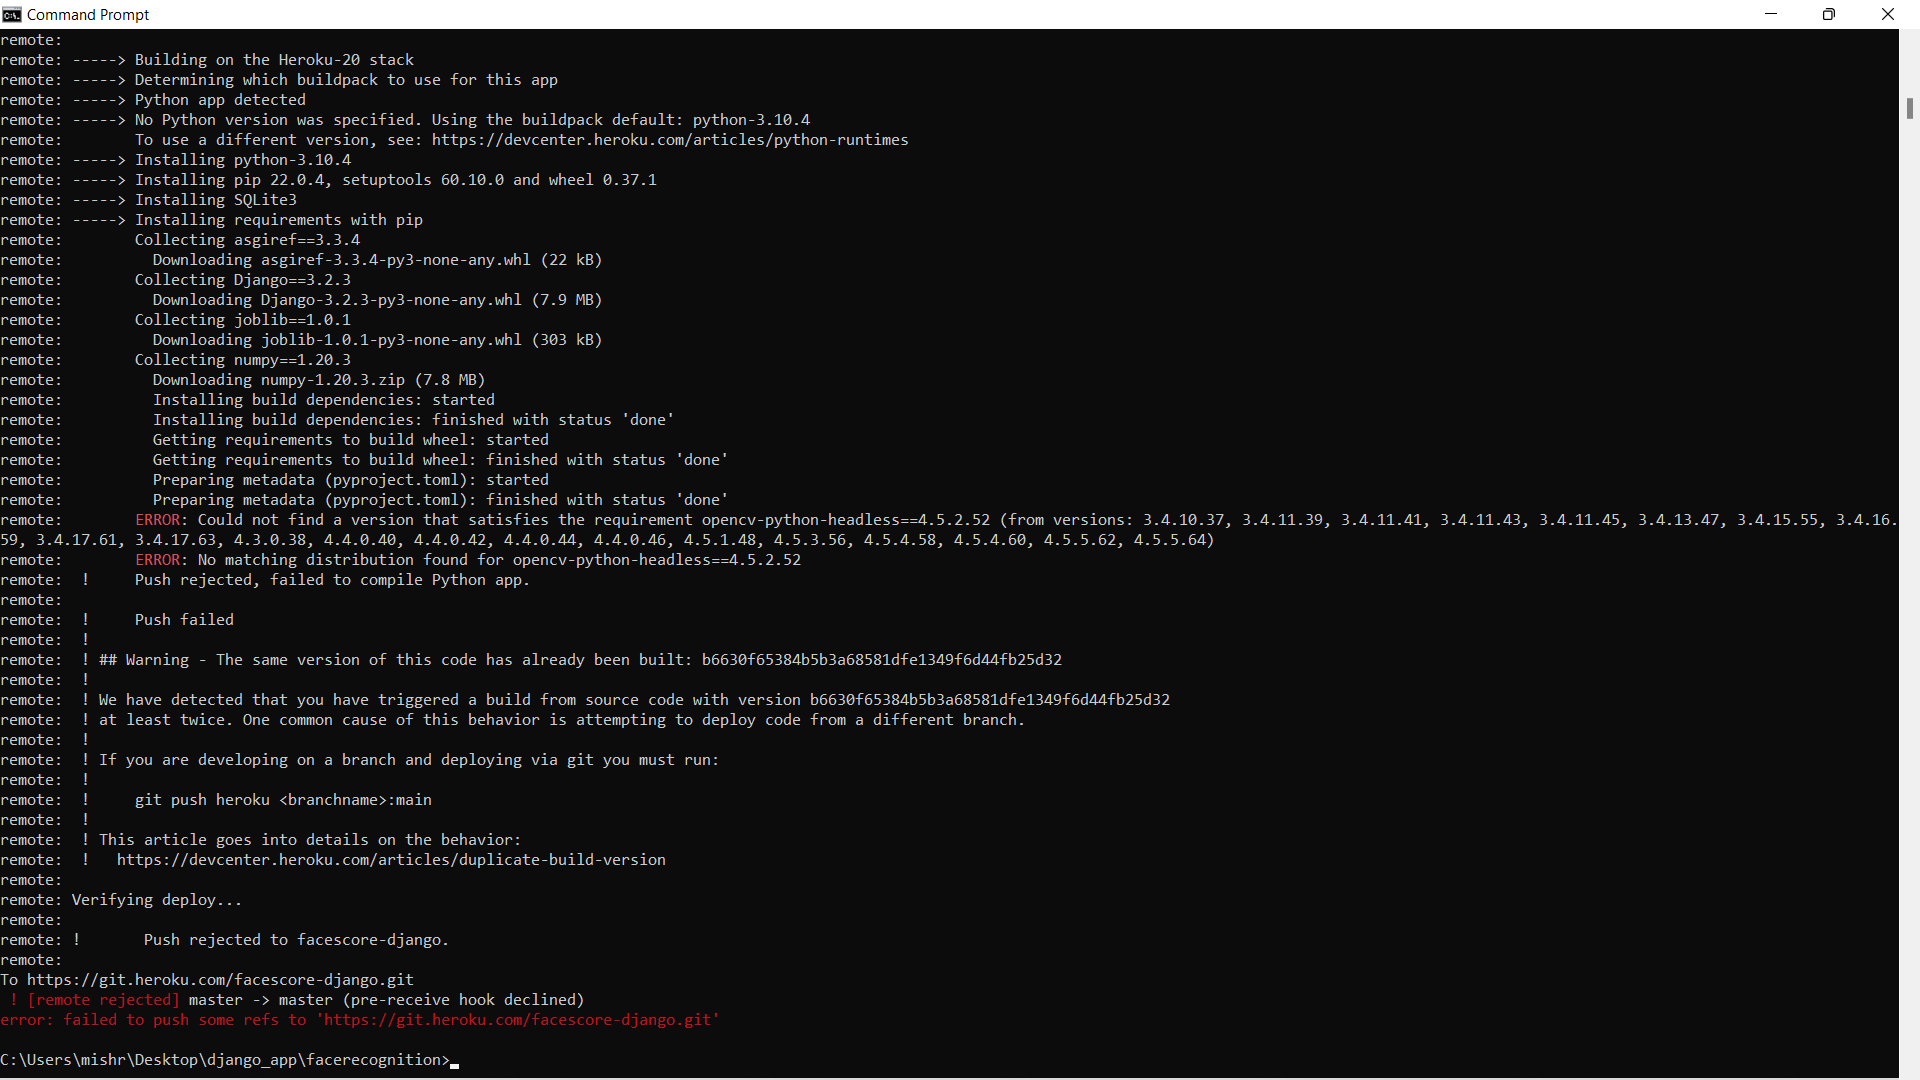 Command Prompt
remote:
remote: -----> Building on the Heroku-20 stack
remote: -----> Determining which buildpack to use for this app
remote: -----> Python app detected
remote: -----> No Python version was specified. Using the buildpack default: python-3.10.4
remote:        To use a different version, see: https://devcenter.heroku.com/articles/python-runtimes
remote: -----> Installing python-3.10.4
remote: -----> Installing pip 22.0.4, setuptools 60.10.0 and wheel 0.37.1
remote: -----> Installing SQLite3
remote: -----> Installing requirements with pip
remote:        Collecting asgiref==3.3.4
remote:          Downloading asgiref-3.3.4-py3-none-any.whl (22 kB)
remote:        Collecting Django==3.2.3
remote:          Downloading Django-3.2.3-py3-none-any.whl (7.9 MB)
remote:        Collecting joblib==1.0.1
remote:          Downloading joblib-1.0.1-py3-none-any.whl (303 kB)
remote:        Collecting numpy==1.20.3
remote:          Downloading numpy-1.20.3.zip (7.8 MB)
remote:          Installing build dependencies: started
remote:          Installing build dependencies: finished with status 'done'
remote:          Getting requirements to build wheel: started
remote:          Getting requirements to build wheel: finished with status 'done'
remote:          Preparing metadata (pyproject.toml): started
remote:          Preparing metadata (pyproject.toml): finished with status 'done'
remote:        ERROR: Could not find a version that satisfies the requirement opencv-python-headless==4.5.2.52 (from versions: 3.4.10.37, 3.4.11.39, 3.4.11.41, 3.4.11.43, 3.4.11.45, 3.4.13.47, 3.4.15.55, 3.4.16.
59, 3.4.17.61, 3.4.17.63, 4.3.0.38, 4.4.0.40, 4.4.0.42, 4.4.0.44, 4.4.0.46, 4.5.1.48, 4.5.3.56, 4.5.4.58, 4.5.4.60, 4.5.5.62, 4.5.5.64)
remote:        ERROR: No matching distribution found for opencv-python-headless==4.5.2.52
remote:  !     Push rejected, failed to compile Python app.
remote:
remote:  !     Push failed
remote:  !
remote:  ! ## Warning - The same version of this code has already been built: b6630f65384b5b3a68581dfe1349f6d44fb25d32
remote:  !
remote:  ! We have detected that you have triggered a build from source code with version b6630f65384b5b3a68581dfe1349f6d44fb25d32
remote:  ! at least twice. One common cause of this behavior is attempting to deploy code from a different branch.
remote:  !
remote:  ! If you are developing on a branch and deploying via git you must run:
remote:  !
remote:  !     git push heroku <branchname>:main
remote:  !
remote:  ! This article goes into details on the behavior:
remote:  !   https://devcenter.heroku.com/articles/duplicate-build-version
remote:
remote: Verifying deploy...
remote:
remote: !       Push rejected to facescore-django.
remote:
To https://git.heroku.com/facescore-django.git
 ! [remote rejected] master -> master (pre-receive hook declined)
error: failed to push some refs to 'https://git.heroku.com/facescore-django.git'
C:\Users\mishr\Desktop\django_app\facerecognition>